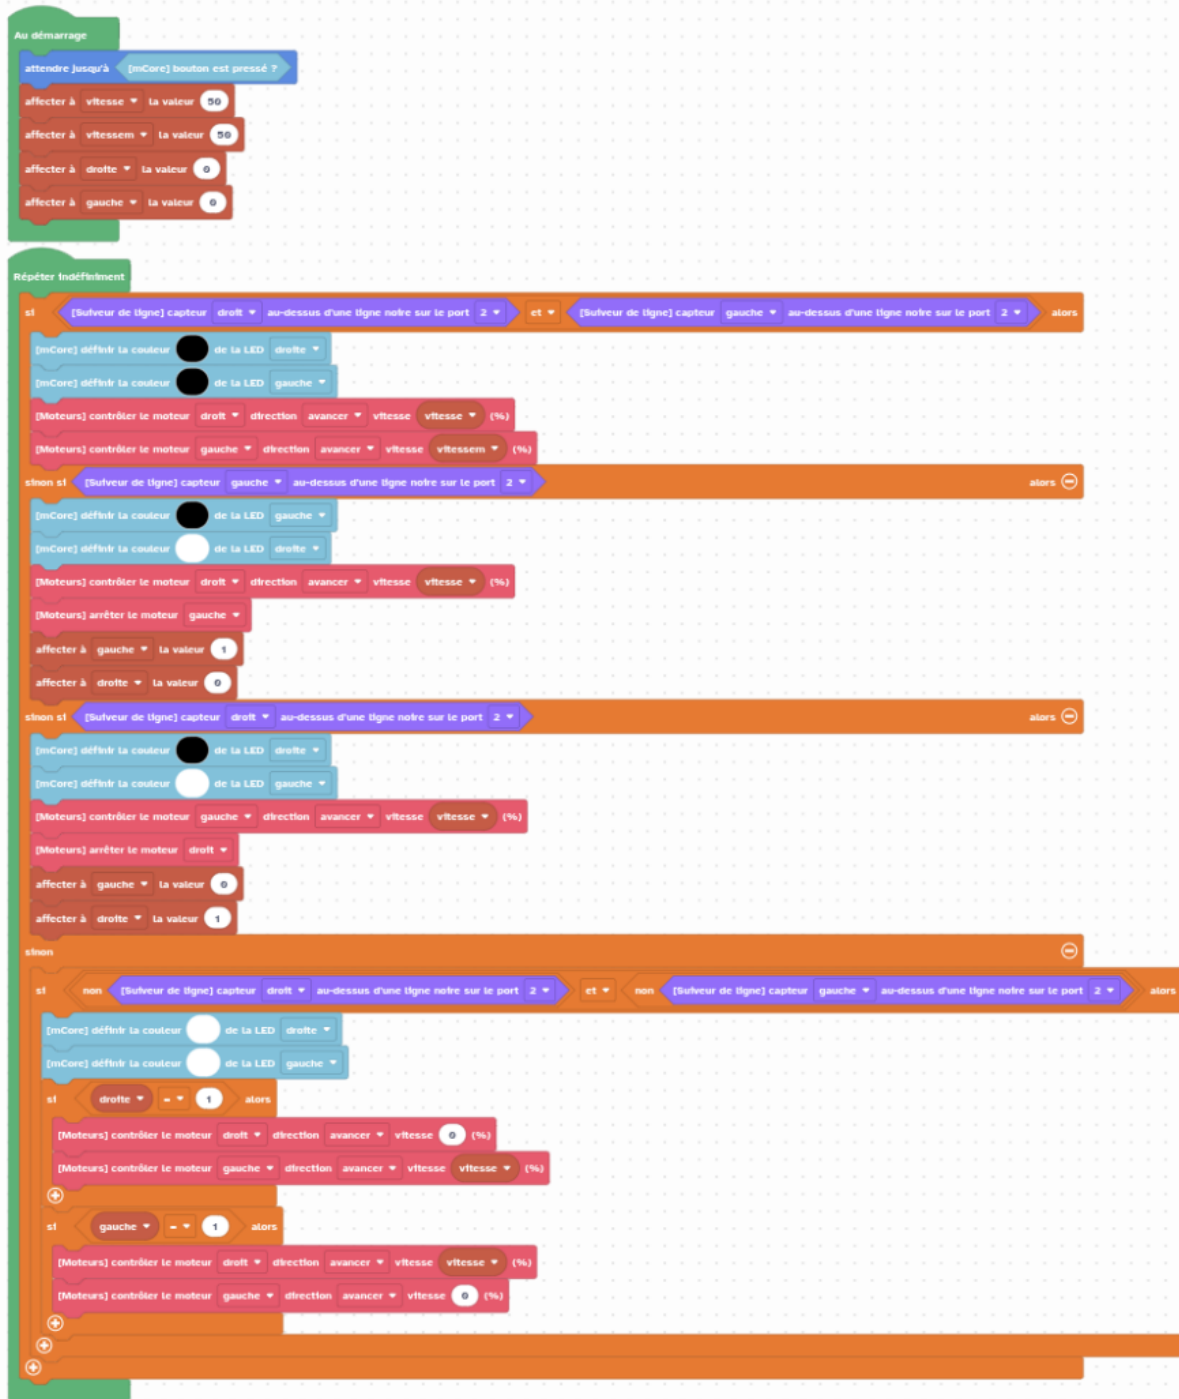 Au démarrage
attendre jusqu'à [mCore] bouton est pressé ?
affecter à vitesse la valeur 50
affecter à vitessem la valeur 50
affecter à droite la valeur 0
affecter à gauche la valeur 0
Répéter indéfiniment
si [Suiveur de ligne] capteur droit au-dessus d'une ligne noire sur le port 2 et [Suiveur de ligne] capteur gauche au-dessus d'une ligne noire sur le port 2 alors
[mCore] définir la couleur de la LED droite
[mCore] définir la couleur de la LED gauche
[Moteurs] contrôler le moteur droit direction avancer vitesse vitesse (%)
[Moteurs] contrôler le moteur gauche direction avancer vitesse vitessem (%)
sinon si [Suiveur de ligne] capteur gauche au-dessus d'une ligne noire sur le port 2 alors
[mCore] définir la couleur de la LED gauche
[mCore] définir la couleur de la LED droite
[Moteurs] contrôler le moteur droit direction avancer vitesse vitesse (%)
[Moteurs] arrêter le moteur gauche
affecter à gauche la valeur 1
affecter à droite la valeur 0
sinon si [Suiveur de ligne] capteur droit au-dessus d'une ligne noire sur le port 2 alors
[mCore] définir la couleur de la LED droite
[mCore] définir la couleur de la LED gauche
[Moteurs] contrôler le moteur gauche direction avancer vitesse vitesse (%)
[Moteurs] arrêter le moteur droit
affecter à gauche la valeur 0
affecter à droite la valeur 1
sinon
si non [Suiveur de ligne] capteur droit au-dessus d'une ligne noire sur le port 2 et non [Suiveur de ligne] capteur gauche au-dessus d'une ligne noire sur le port 2 alors
[mCore] définir la couleur de la LED droite
[mCore] définir la couleur de la LED gauche
si droite = 1 alors
[Moteurs] contrôler le moteur droit direction avancer vitesse 0 (%)
[Moteurs] contrôler le moteur gauche direction avancer vitesse vitesse (%)
si gauche = 1 alors
[Moteurs] contrôler le moteur droit direction avancer vitesse vitesse (%)
[Moteurs] contrôler le moteur gauche direction avancer vitesse 0 (%)